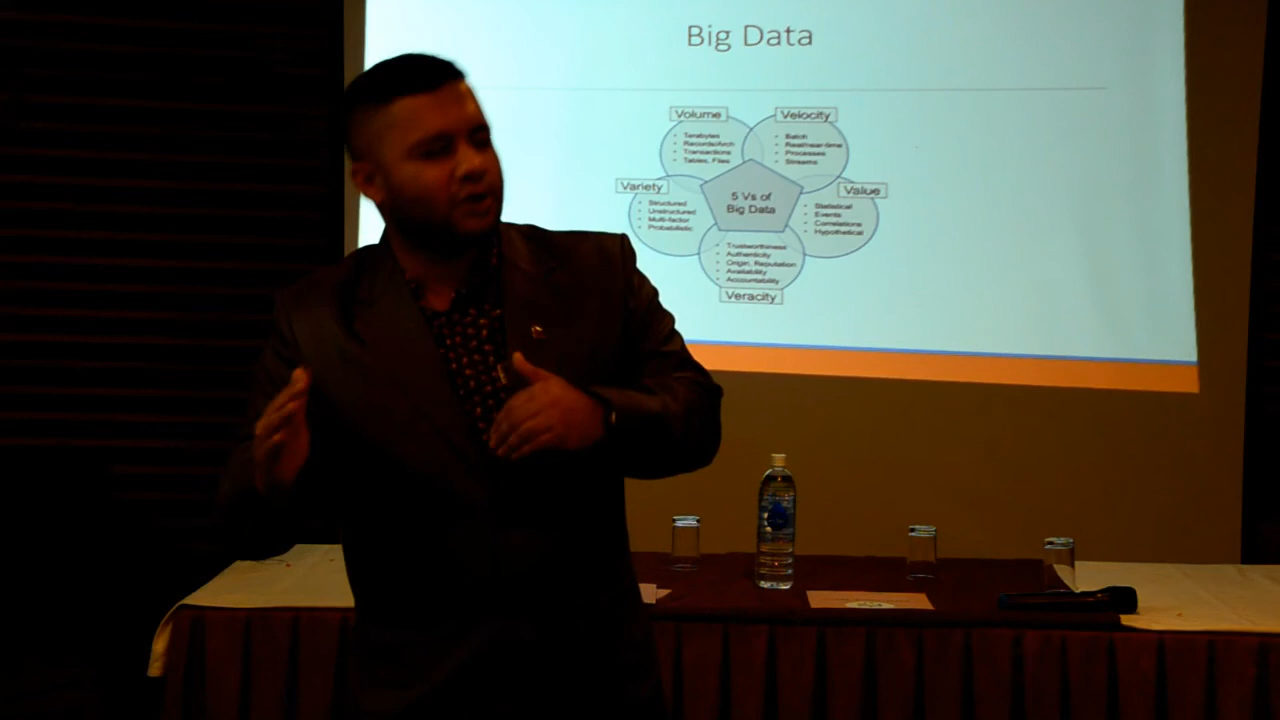 Big Data
Volume
• Terabytes
• Records/Arch
• Transactions
• Tables, Files
Velocity
• Batch
• Real/near-time
• Processes
• Streams
Variety
• Structured
• Unstructured
• Multi-factor
• Probabilistic
5 Vs of
Big Data
Value
• Statistical
• Events
• Correlations
• Hypothetical
• Trustworthiness
• Authenticity
• Origin, Reputation
• Availability
• Accountability
Veracity